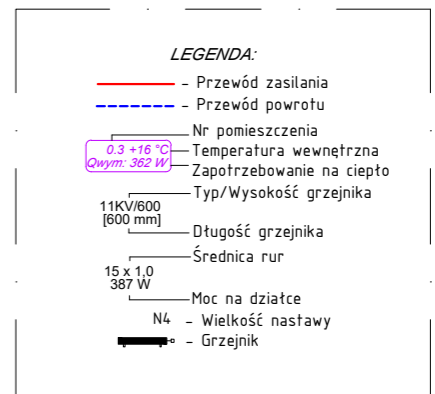 LEGENDA:
- Przewód zasilania
- Przewód powrotu
Nr pomieszczenia
0.3 +16 °C
Temperatura wewnętrzna
Qwym: 362 W
Zapotrzebowanie na ciepło
Typ/Wysokość grzejnika
11KV/600
[600 mm]
Długość grzejnika
Średnica rur
15 x 1,0
387 W
Moc na działce
N4 - Wielkość nastawy
- Grzejnik